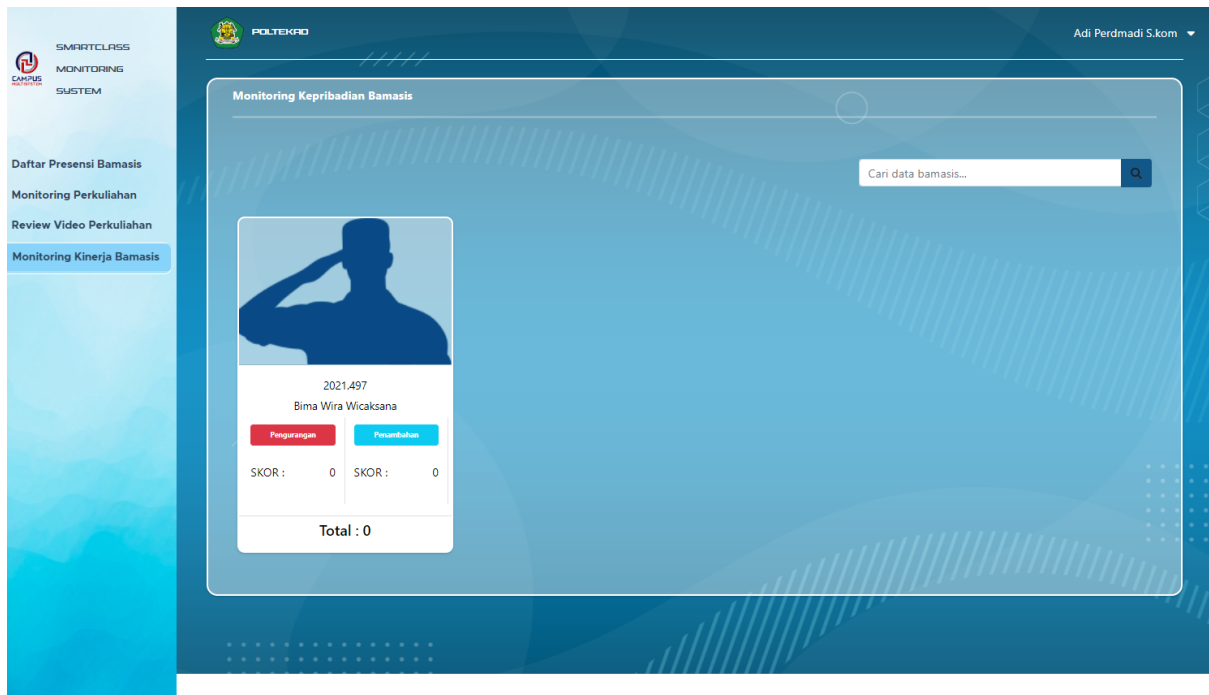 SMARTCLASS
MONITORING
SYSTEM
CAMPUS
POLTEKAD
Adi Perdmadi S.kom
Daftar Presensi Bamasis
Monitoring Perkuliahan
Review Video Perkuliahan
Monitoring Kinerja Bamasis
Monitoring Kepribadian Bamasis
Cari data bamasis...
2021.497
Bima Wira Wicaksana
Pengurangan Penambahan
SKOR : 0 SKOR : 0
Total : 0